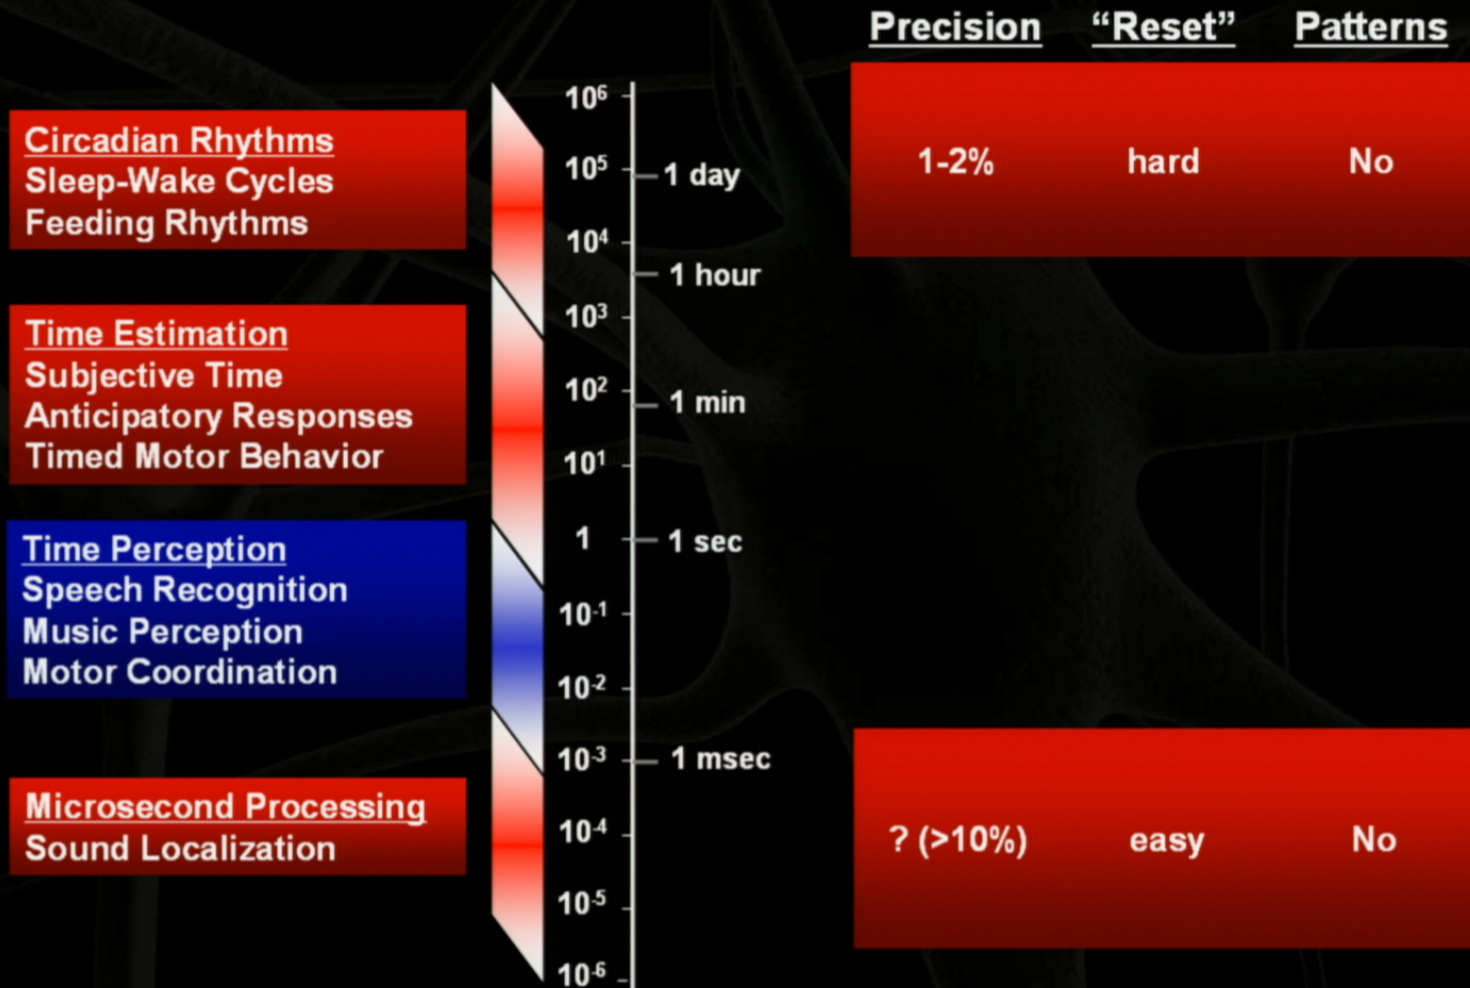 Precision “Reset” Patterns
Circadian Rhythms
Sleep-Wake Cycles
Feeding Rhythms
Time Estimation
Subjective Time
Anticipatory Responses
Timed Motor Behavior
Time Perception
Speech Recognition
Music Perception
Motor Coordination
Microsecond Processing
Sound Localization
10⁶
10⁵
10⁴
10³
10²
10¹
1
10⁻¹
10⁻²
10⁻³
10⁻⁴
10⁻⁵
10⁻⁶
1 day
1 hour
1 min
1 sec
1 msec
1-2% hard No
? (>10%) easy No